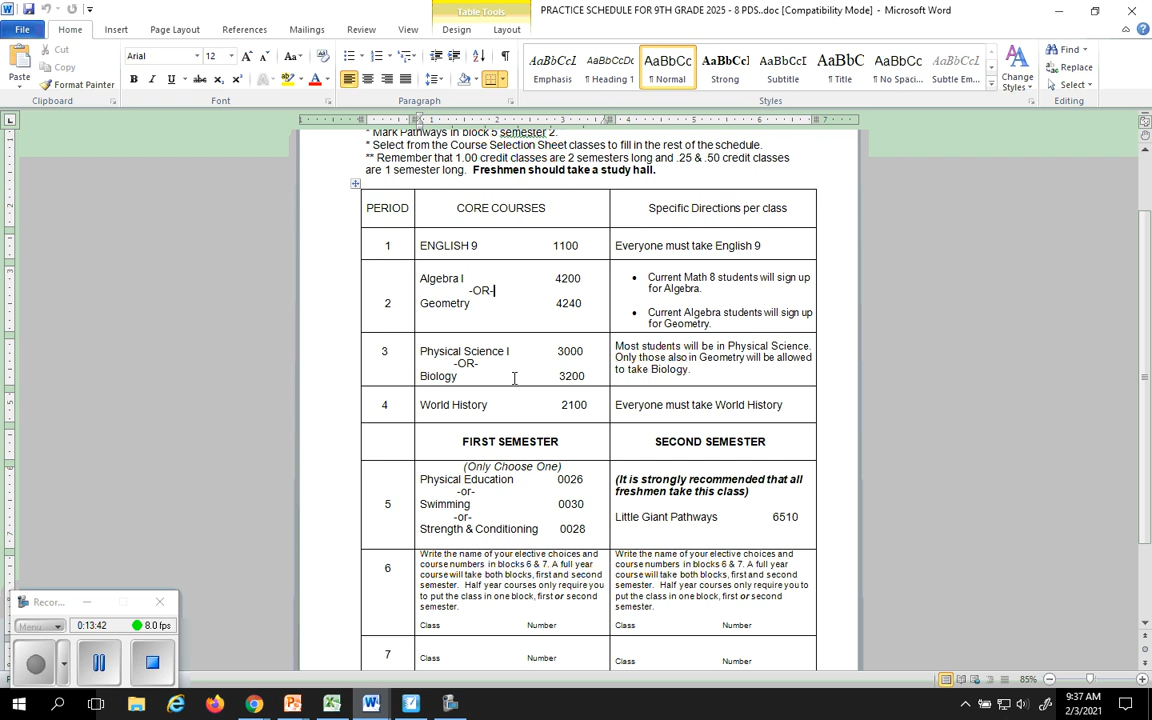 PRACTICE SCHEDULE FOR 9TH GRADE 2025 - 8 PDS..doc [Compatibility Mode] - Microsoft Word
Table Tools
File Home Insert Page Layout References Mailings Review View Design Layout
Paste
Cut
Copy
Format Painter
Clipboard
Arial 12
Font
Paragraph
AaBbCcL AaBbCcDc AaBbCc AaBbCc AaBbCcI AaBbCc AaBbCc AaBbCcL
Emphasis ¶ Heading 1 ¶ Normal Strong Subtitle ¶ Title ¶ No Spaci... Subtle Em...
Styles
Change Styles
Find
Replace
Select
Editing
* Mark Pathways in block 5 semester 2.
* Select from the Course Selection Sheet classes to fill in the rest of the schedule.
** Remember that 1.00 credit classes are 2 semesters long and .25 & .50 credit classes
are 1 semester long. Freshmen should take a study hall.
PERIOD CORE COURSES Specific Directions per class
1 ENGLISH 9 1100 Everyone must take English 9
2
Algebra I 4200
-OR-
Geometry 4240
• Current Math 8 students will sign up
for Algebra.
• Current Algebra students will sign up
for Geometry.
3
Physical Science I 3000
-OR-
Biology 3200
Most students will be in Physical Science.
Only those also in Geometry will be allowed
to take Biology.
4 World History 2100 Everyone must take World History
FIRST SEMESTER SECOND SEMESTER
5
(Only Choose One)
Physical Education 0026
-or-
Swimming 0030
-or-
Strength & Conditioning 0028
(It is strongly recommended that all
freshmen take this class)
Little Giant Pathways 6510
6
Write the name of your elective choices and
course numbers in blocks 6 & 7. A full year
course will take both blocks, first and second
semester. Half year courses only require you
to put the class in one block, first or second
semester.
Class Number
Write the name of your elective choices and
course numbers in blocks 6 & 7. A full year
course will take both blocks, first and second
semester. Half year courses only require you
to put the class in one block, first or second
semester.
Class Number
7
Class Number
Class Number
Recor...
Menu 0:13:42 8.0 fps
85%
9:37 AM
2/3/2021